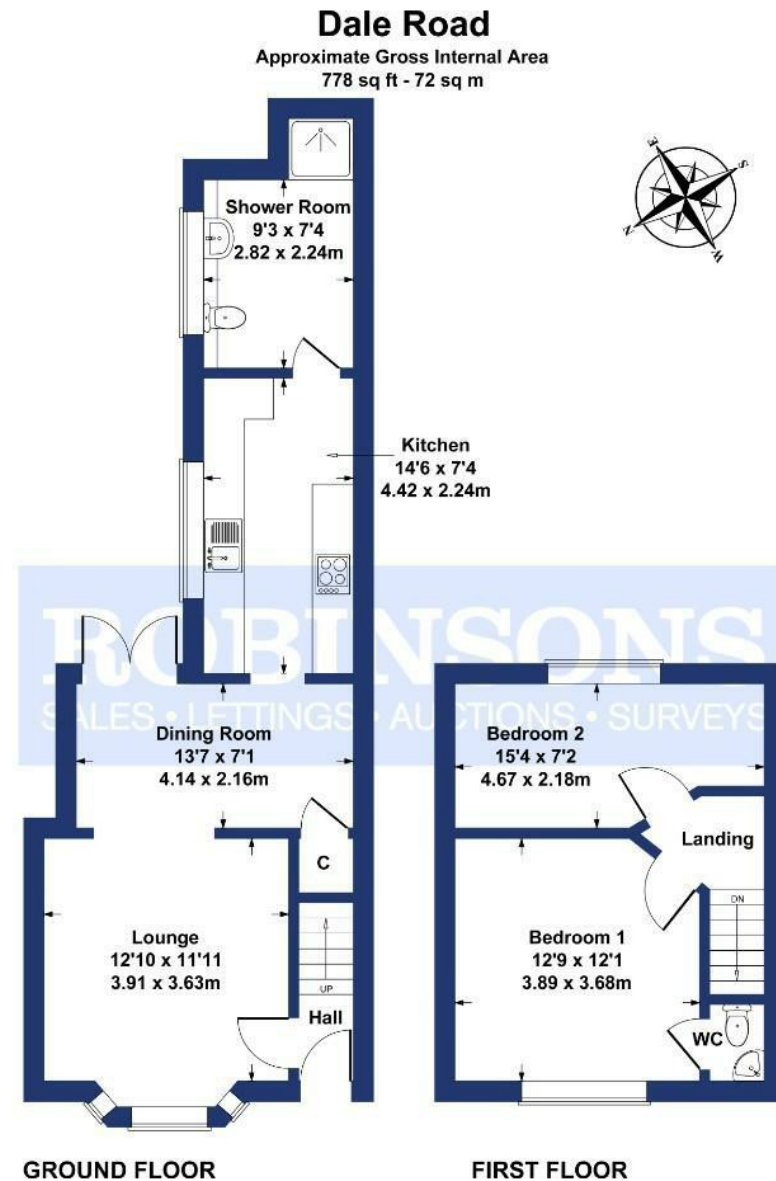 Dale Road
Approximate Gross Internal Area
778 sq ft - 72 sq m
E
S
N
W
Shower Room
9'3 x 7'4
2.82 x 2.24m
Kitchen
14'6 x 7'4
4.42 x 2.24m
ROBINSONS
SALES • LETTINGS • AUCTIONS • SURVEYS
Dining Room
13'7 x 7'1
4.14 x 2.16m
C
Lounge
12'10 x 11'11
3.91 x 3.63m
UP
Hall
Bedroom 2
15'4 x 7'2
4.67 x 2.18m
Landing
DN
Bedroom 1
12'9 x 12'1
3.89 x 3.68m
WC
GROUND FLOOR
FIRST FLOOR